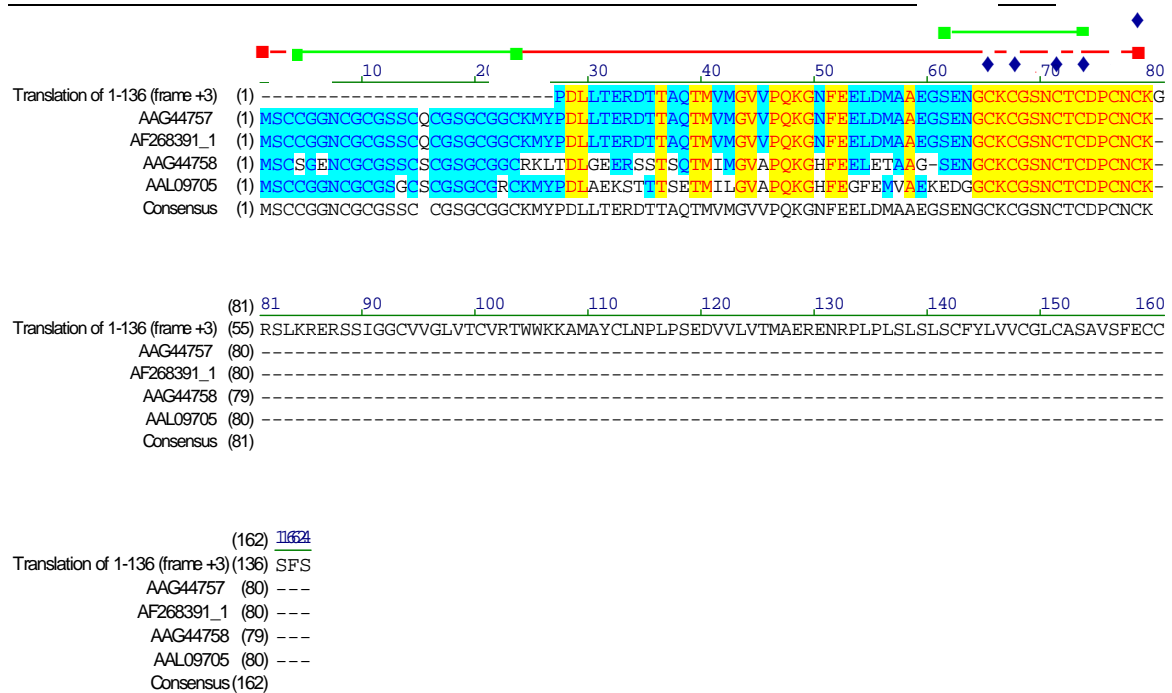 10 20 30 40 50 60 70 80
Translation of 1-136 (frame +3) (1) --------------------------PDLLTERDTTAQTMVMGVVPQKGNFEELDMAAEGSENGCKCGSNCTCDPCNCKG
AAG44757 (1) MSCCGGNCGCGSSCQCGSGCGGCKMYPDLLTERDTTAQTMVMGVVPQKGNFEELDMAAEGSENGCKCGSNCTCDPCNCK-
AF268391_1 (1) MSCCGGNCGCGSSCQCGSGCGGCKMYPDLLTERDTTAQTMVMGVVPQKGNFEELDMAAEGSENGCKCGSNCTCDPCNCK-
AAG44758 (1) MSCSGENCGCGSSCSCGSGCGGCRKLTDLGEERSSTSQTMIMGVAPQKGHFEELETAAG-SENGCKCGSNCTCDPCNCK-
AAL09705 (1) MSCCGGNCGCGSGCSCGSGCGRCKMYPDLAEKSTTTSETMILGVAPQKGHFEGFEMVAEKEDGGCKCGSNCTCDPCNCK-
Consensus (1) MSCCGGNCGCGSSC CGSGCGGCKMYPDLLTERDTTAQTMVMGVVPQKGNFEELDMAAEGSENGCKCGSNCTCDPCNCK
(81) 81 90 100 110 120 130 140 150 160
Translation of 1-136 (frame +3) (55) RSLKRERSSIGGCVVGLVTCVRTWWKKAMAYCLNPLPSEDVVLVTMAERENRPLPLSLSLSCFYLVVCGLCASAVSFECC
AAG44757 (80) --------------------------------------------------------------------------------
AF268391_1 (80) --------------------------------------------------------------------------------
AAG44758 (79) --------------------------------------------------------------------------------
AAL09705 (80) --------------------------------------------------------------------------------
Consensus (81)
(162)
Translation of 1-136 (frame +3) (136) SFS
AAG44757 (80) ---
AF268391_1 (80) ---
AAG44758 (79) ---
AAL09705 (80) ---
Consensus (162)